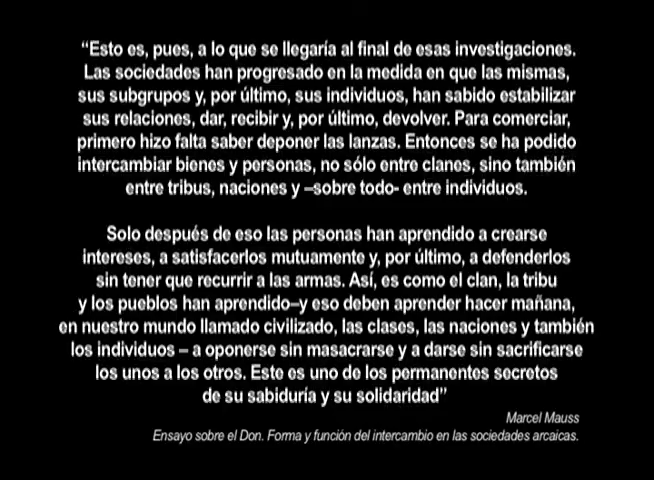 “Esto es, pues, a lo que se llegaría al final de esas investigaciones.
Las sociedades han progresado en la medida en que las mismas,
sus subgrupos y, por último, sus individuos, han sabido estabilizar
sus relaciones, dar, recibir y, por último, devolver. Para comerciar,
primero hizo falta saber deponer las lanzas. Entonces se ha podido
intercambiar bienes y personas, no sólo entre clanes, sino también
entre tribus, naciones y –sobre todo- entre individuos.
Solo después de eso las personas han aprendido a crearse
intereses, a satisfacerlos mutuamente y, por último, a defenderlos
sin tener que recurrir a las armas. Así, es como el clan, la tribu
y los pueblos han aprendido–y eso deben aprender hacer mañana,
en nuestro mundo llamado civilizado, las clases, las naciones y también
los individuos – a oponerse sin masacrarse y a darse sin sacrificarse
los unos a los otros. Este es uno de los permanentes secretos
de su sabiduría y su solidaridad”
Marcel Mauss
Ensayo sobre el Don. Forma y función del intercambio en las sociedades arcaicas.